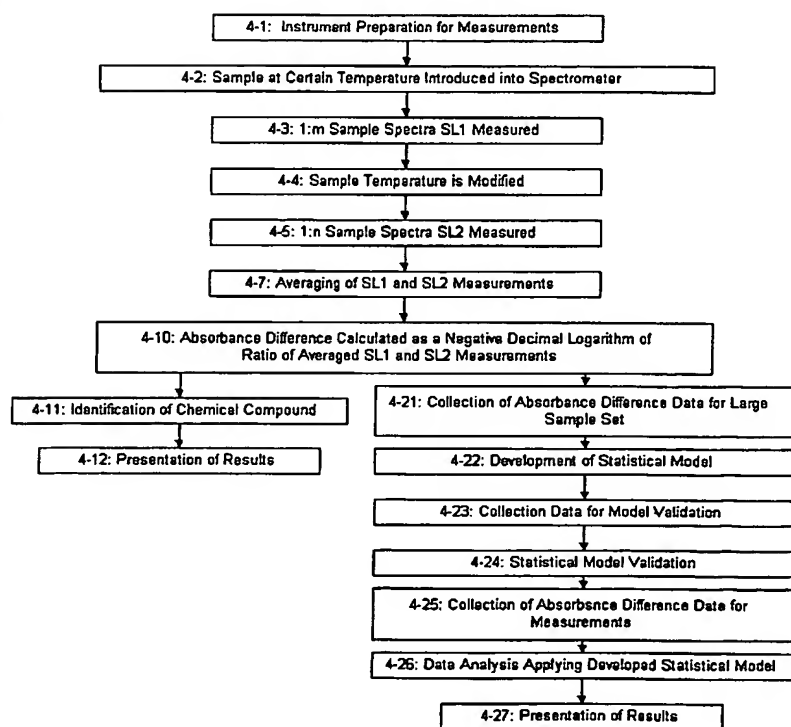 4-1: Instrument Preparation for Measurements
4-2: Sample at Certain Temperature Introduced into Spectrometer
4-3: 1:m Sample Spectra SL1 Measured
4-4: Sample Temperature is Modified
4-5: 1:n Sample Spectra SL2 Measured
4-7: Averaging of SL1 and SL2 Measurements
4-10: Absorbance Difference Calculated as a Negative Decimal Logarithm of
Ratio of Averaged SL1 and SL2 Measurements
4-11: Identification of Chemical Compound
4-12: Presentation of Results
4-21: Collection of Absorbance Difference Data for Large
Sample Set
4-22: Development of Statistical Model
4-23: Collection Data for Model Validation
4-24: Statistical Model Validation
4-25: Collection of Absorbsnce Difference Data for
Measurements
4-26: Data Analysis Applying Developed Statistical Model
4-27: Presentation of Results